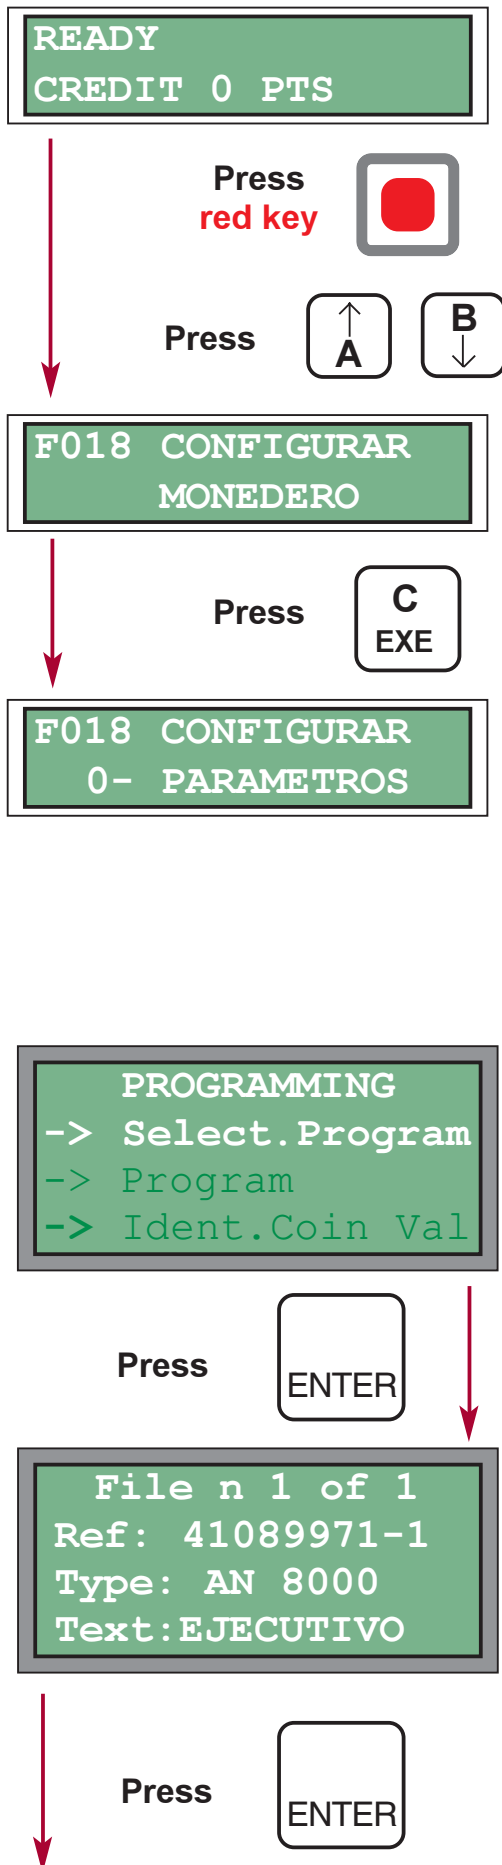 READY
CREDIT 0 PTS
Press
red key
Press
↑
A
B
↓
F018 CONFIGURAR
MONEDERO
Press
C
EXE
F018 CONFIGURAR
0- PARAMETROS
PROGRAMMING
-> Select.Program
-> Program
-> Ident.Coin Val
Press
ENTER
File n 1 of 1
Ref: 41089971-1
Type: AN 8000
Text:EJECUTIVO
Press
ENTER